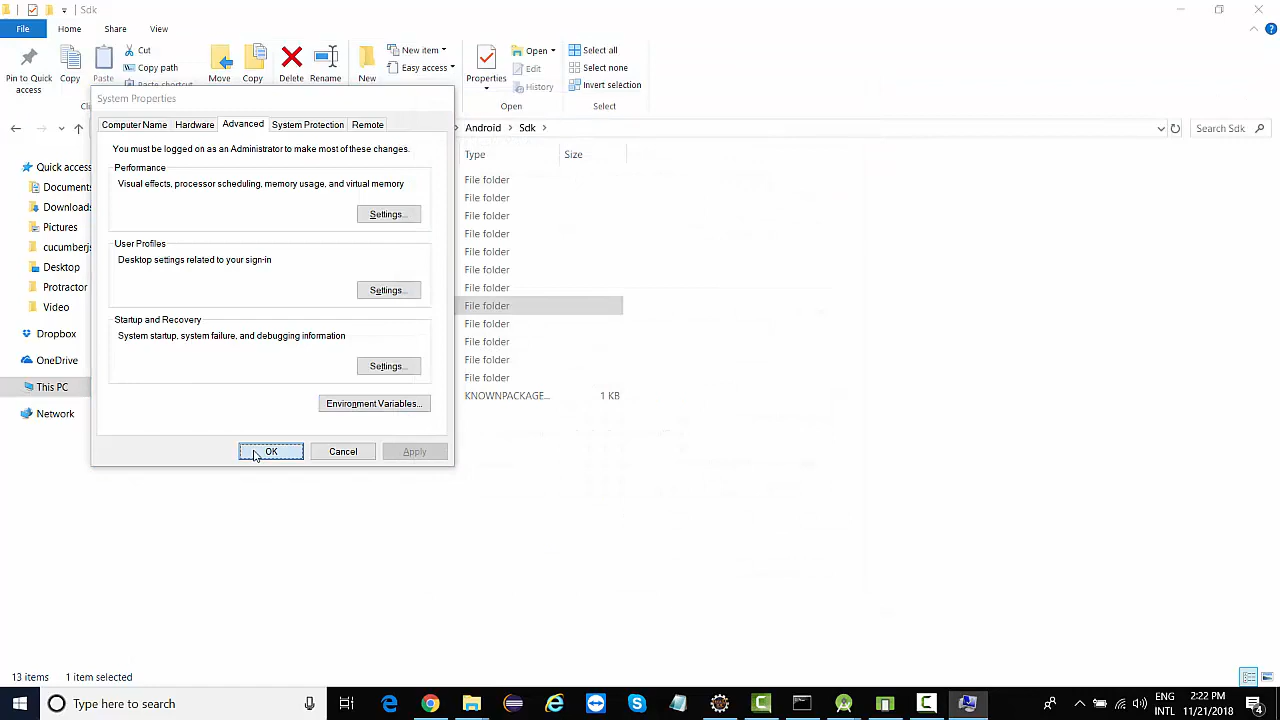 Sdk
File
Home
Share
View
Pin to Quick access
Copy
Paste
Cut
Copy path
Paste shortcut
Move
Copy
Delete
Rename
New
New item
Easy access
Properties
Open
Edit
History
Open
Select all
Select none
Invert selection
Select
System Properties
Android
Sdk
Search Sdk
Computer Name
Hardware
Advanced
System Protection
Remote
You must be logged on as an Administrator to make most of these changes.
Performance
Visual effects, processor scheduling, memory usage, and virtual memory
Settings...
User Profiles
Desktop settings related to your sign-in
Settings...
Startup and Recovery
System startup, system failure, and debugging information
Settings...
Environment Variables...
OK
Cancel
Apply
Type
Size
File folder
File folder
File folder
File folder
File folder
File folder
File folder
File folder
File folder
File folder
File folder
File folder
KNOWNPACKAGE...
1 KB
Quick access
Documents
Downloads
Pictures
cucumberjs
Desktop
Protractor
Video
Dropbox
OneDrive
This PC
Network
13 items
1 item selected
Type here to search
ENG
INTL
2:22 PM
11/21/2018
4